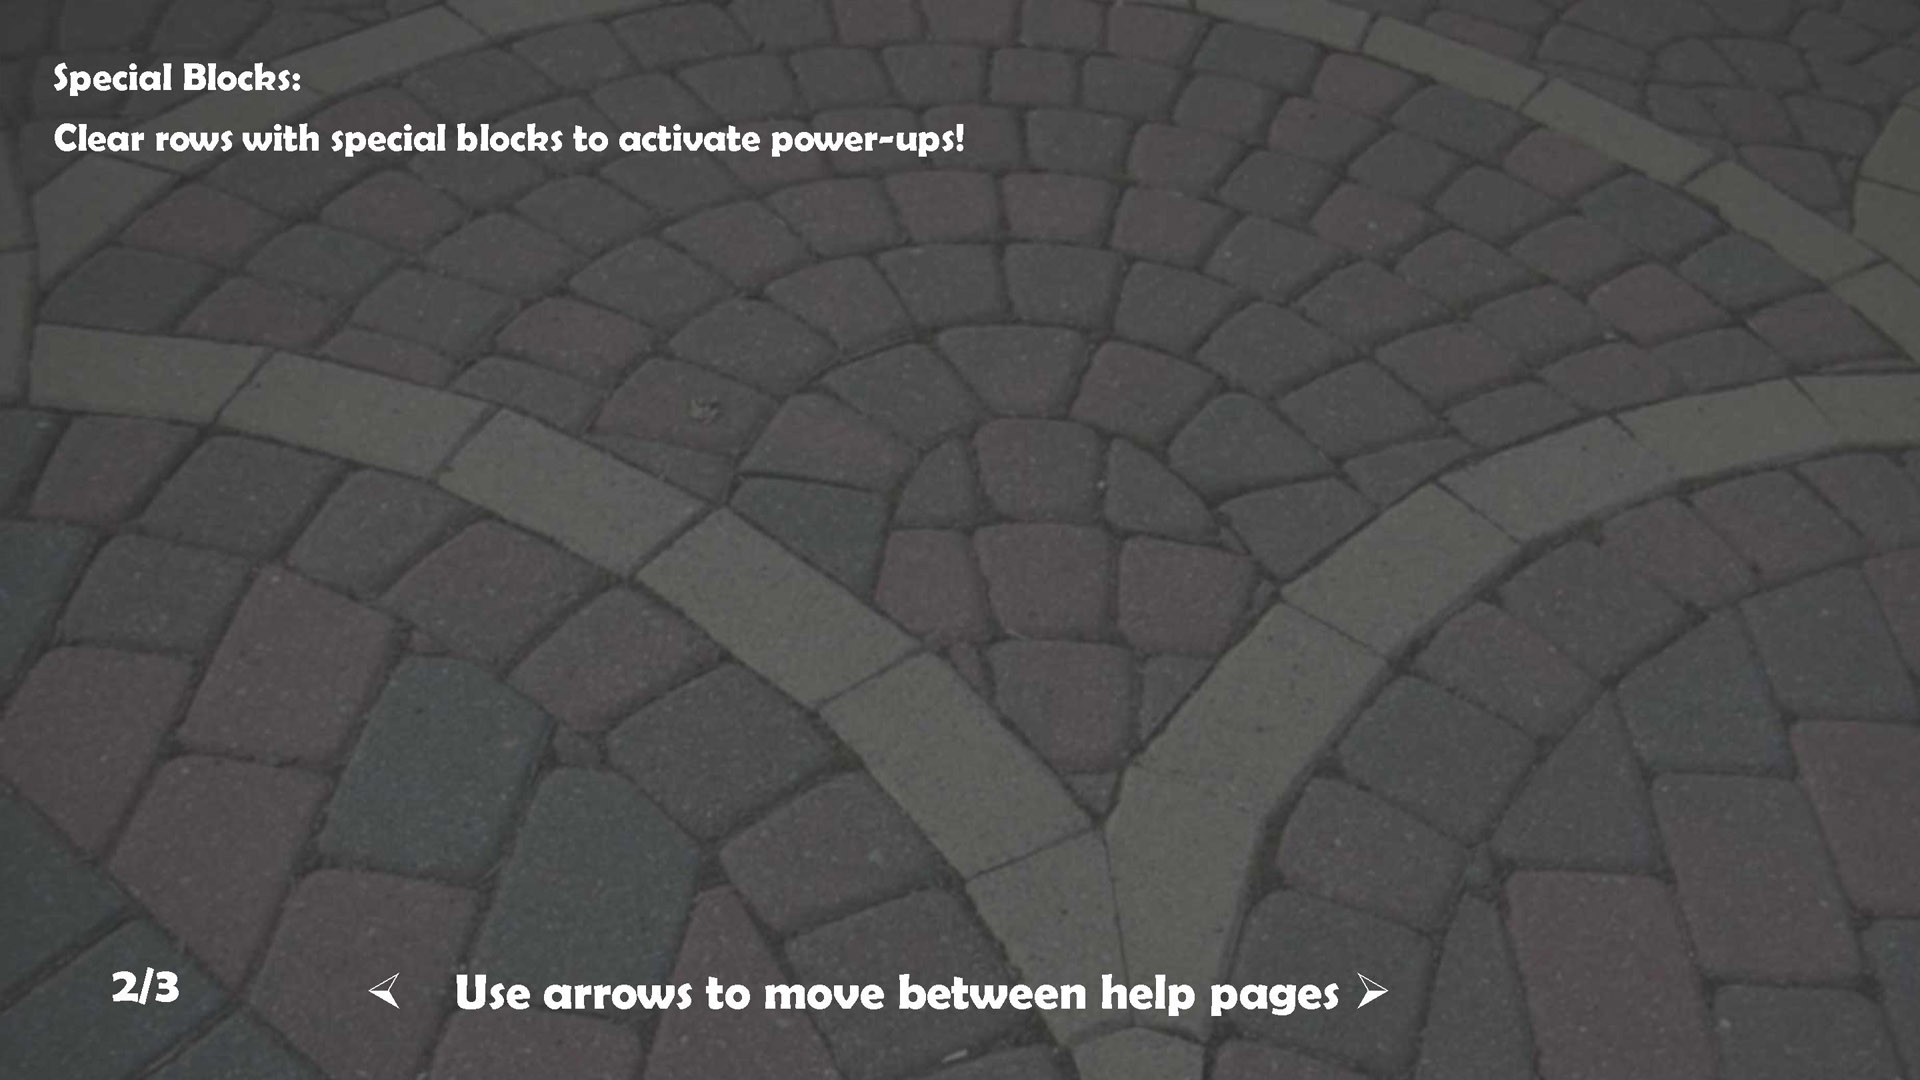 Special Blocks:
Clear rows with special blocks to activate power-ups!
2/3
Use arrows to move between help pages